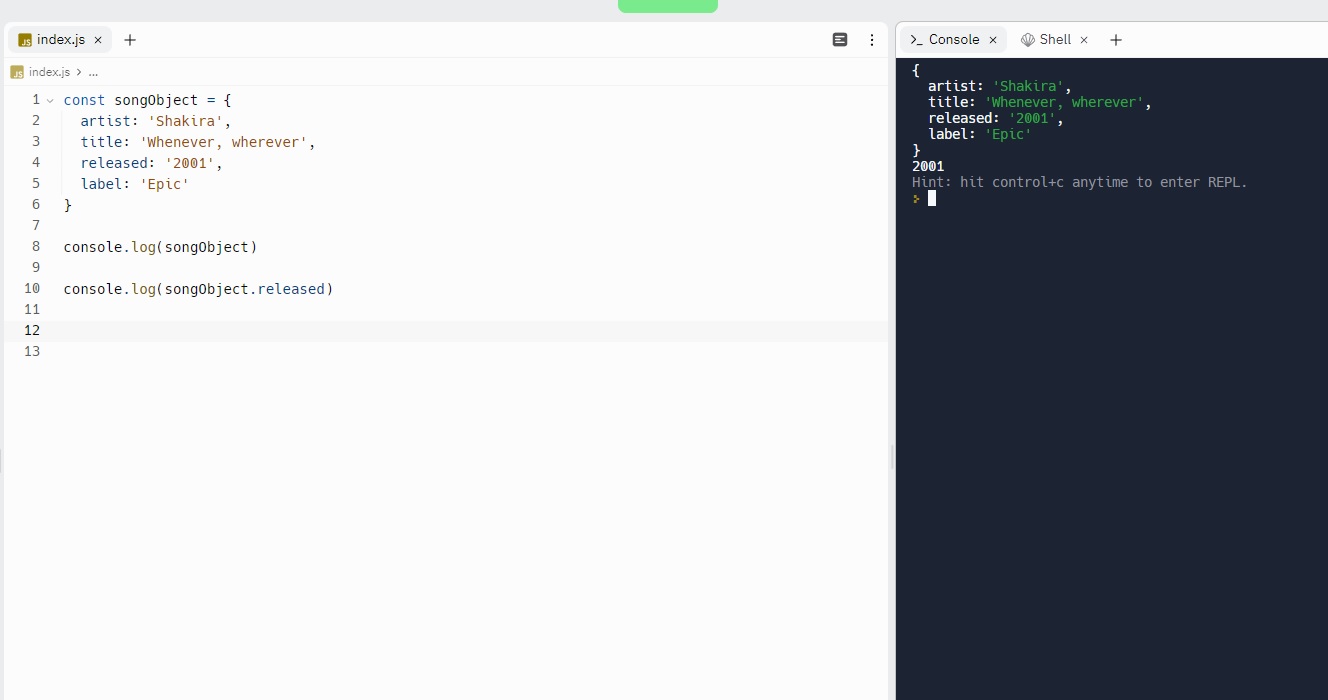 index.js
index.js > ...
1 const songObject = {
2 artist: 'Shakira',
3 title: 'Whenever, wherever',
4 released: '2001',
5 label: 'Epic'
6 }
7
8 console.log(songObject)
9
10 console.log(songObject.released)
11
12
13
Console
Shell
{
artist: 'Shakira',
title: 'Whenever, wherever',
released: '2001',
label: 'Epic'
}
2001
Hint: hit control+c anytime to enter REPL.